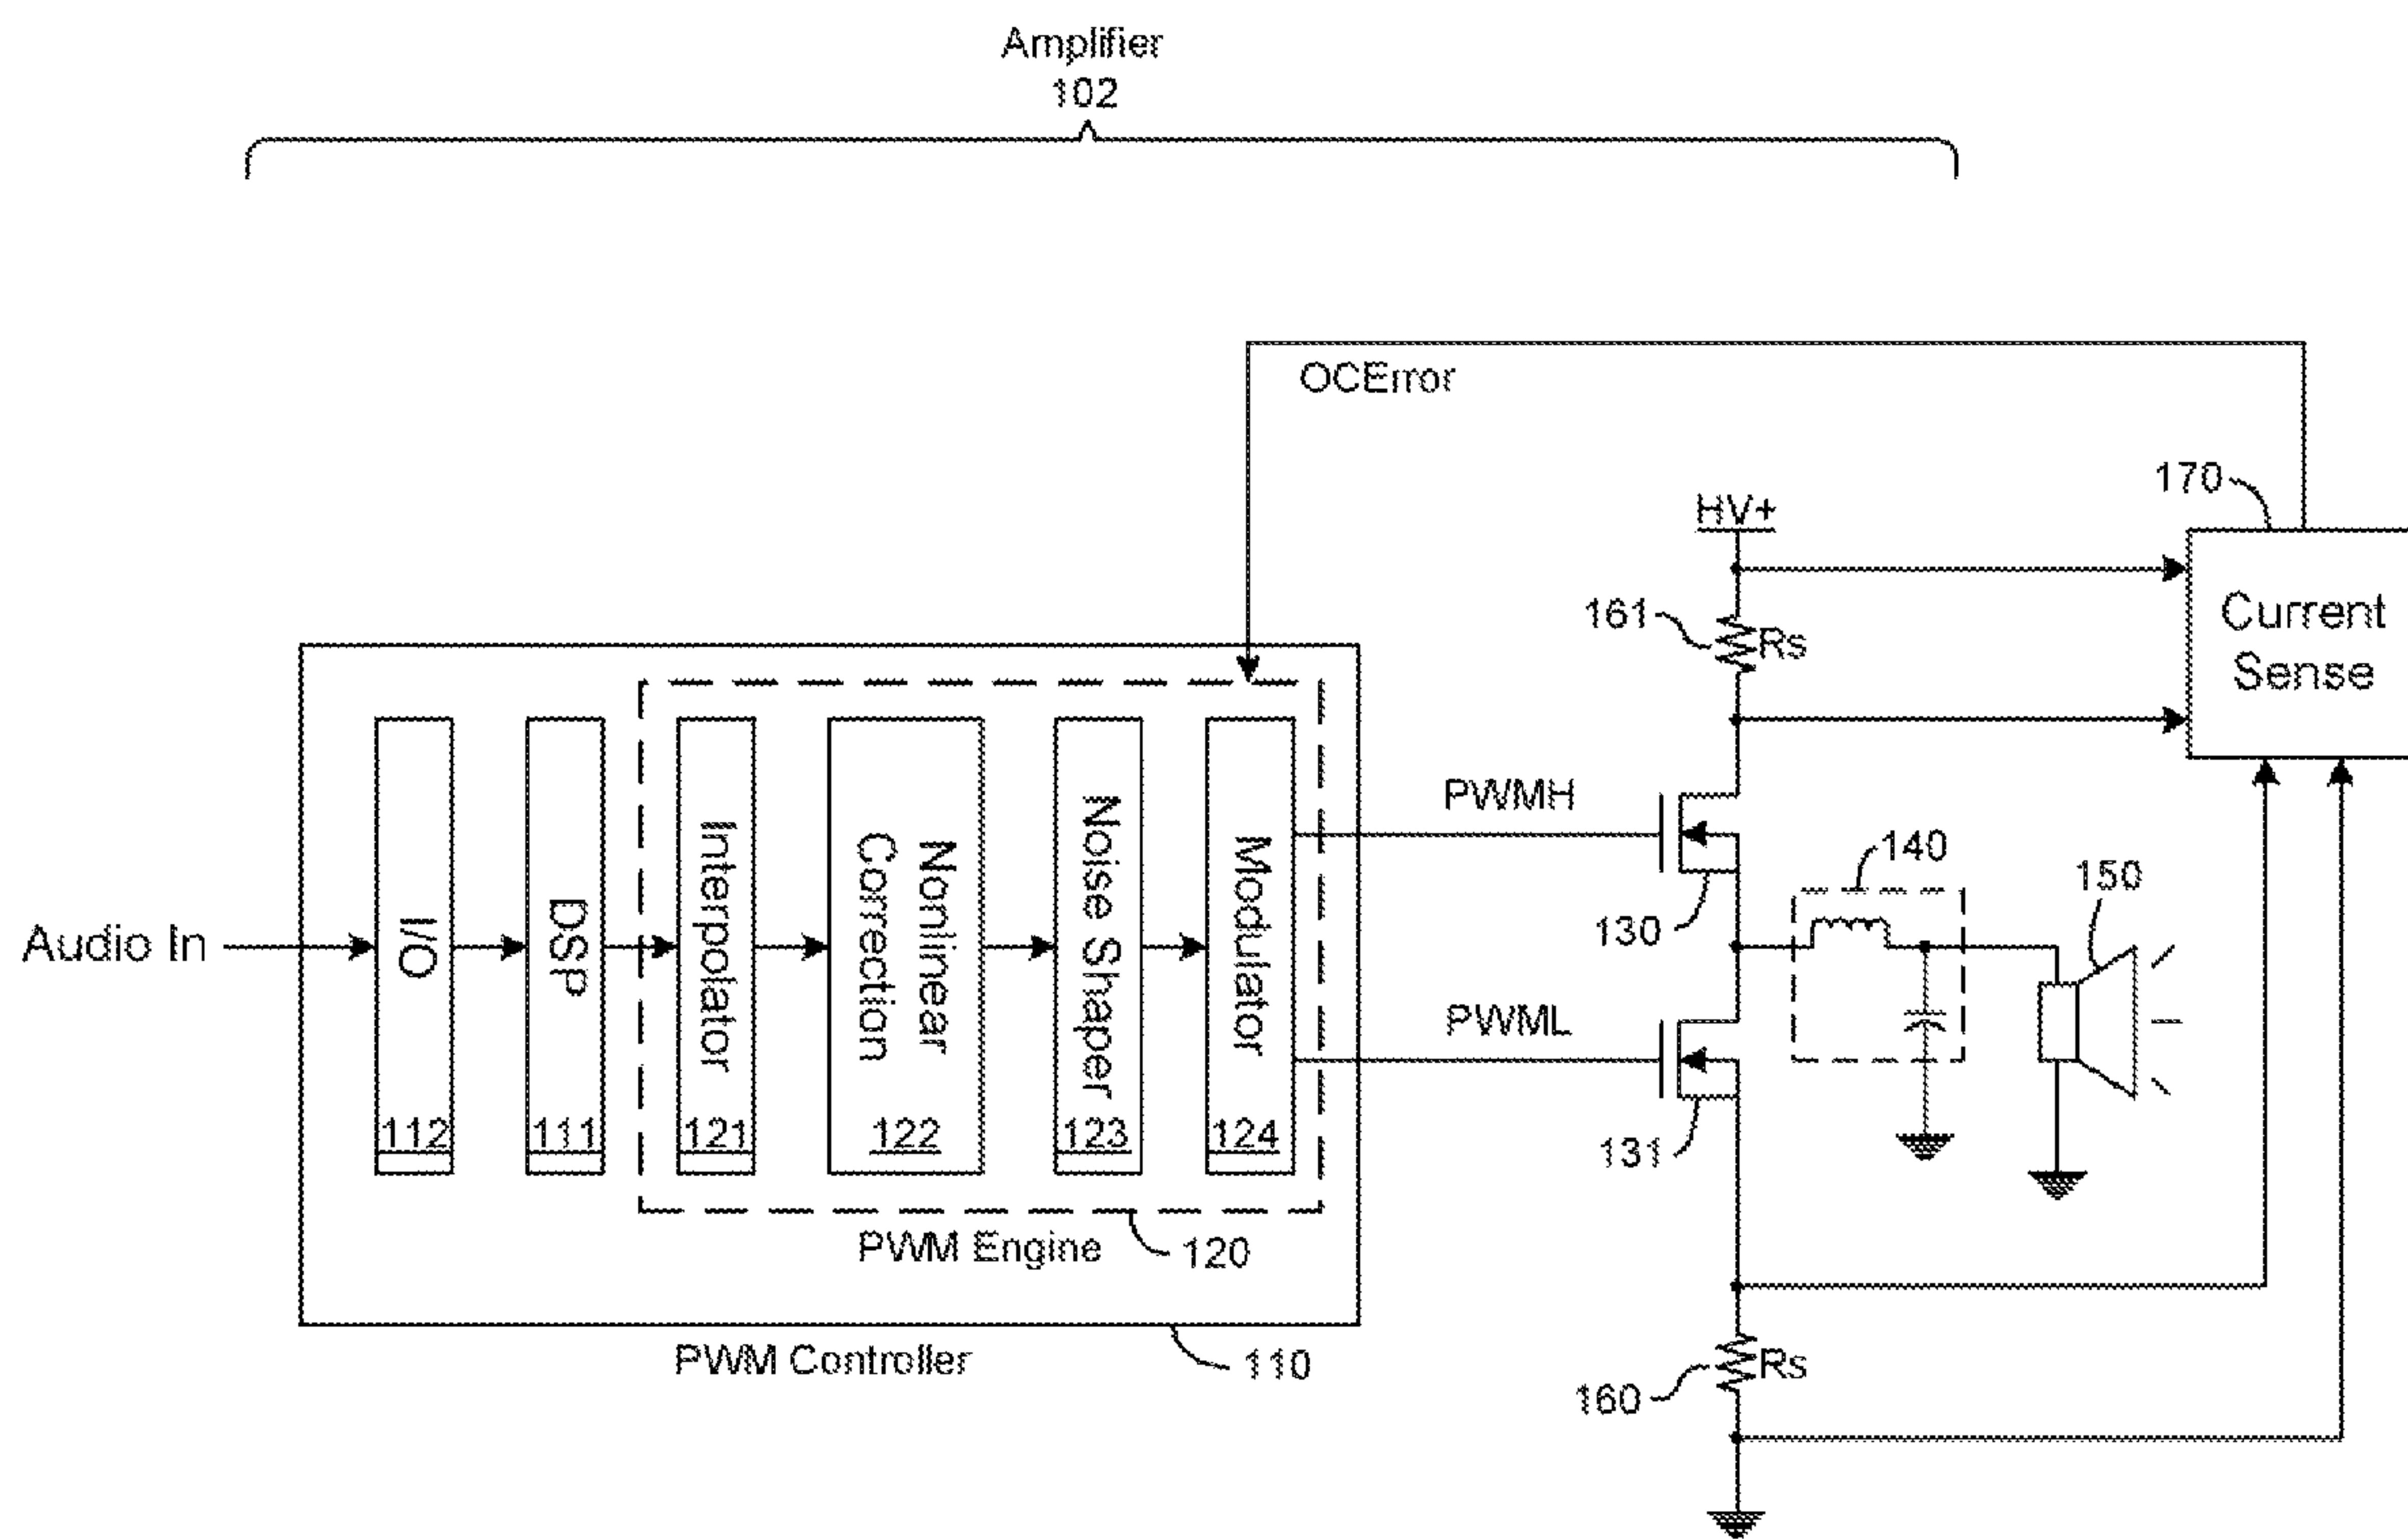 Amplifier
102
OCError
170
HV+
Current
Sense
161
Rs
PWMH
140
150
130
Audio In
I/O
112
DSP
111
Interpolator
121
Nonlinear
Correction
122
Noise Shaper
123
Modulator
124
PWML
131
PWM Engine
120
PWM Controller
110
160
Rs